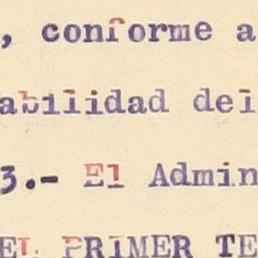 , conforme a
abilidad del
3.- El Admin
EL PRIMER TE